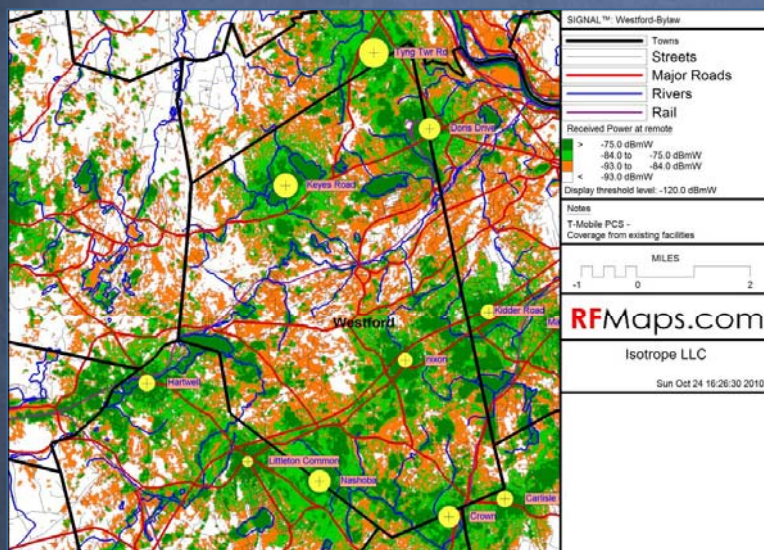 Tyng Twr Rd
Doris Drive
Keyes Road
Kidder Road
Westford
nixon
Hartwell
Littleton Common
Nashoba
Carlisle
Crown
SIGNAL™: Westford-Bylaw
Towns
Streets
Major Roads
Rivers
Rail
Received Power at remote
> -75.0 dBmW
-84.0 to -75.0 dBmW
-93.0 to -84.0 dBmW
< -93.0 dBmW
Display threshold level: -120.0 dBmW
Notes
T-Mobile PCS -
Coverage from existing facilities
MILES
-1 0 2
RFMaps.com
Isotrope LLC
Sun Oct 24 16:26:30 2010